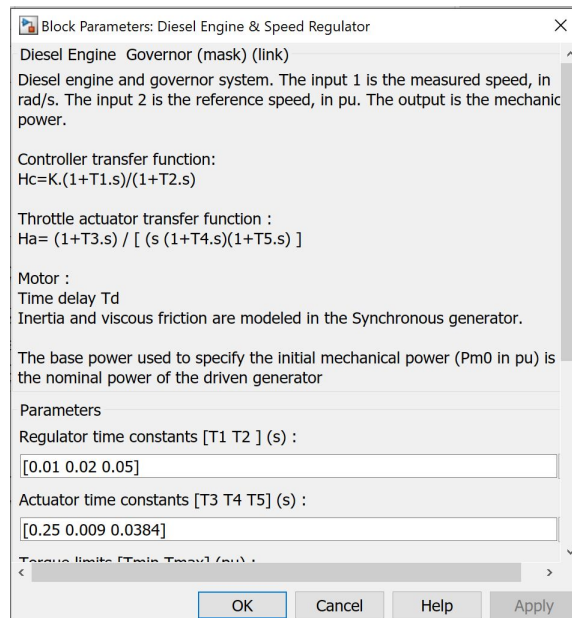 Block Parameters: Diesel Engine & Speed Regulator
Diesel Engine Governor (mask) (link)
Diesel engine and governor system. The input 1 is the measured speed, in
rad/s. The input 2 is the reference speed, in pu. The output is the mechanic
power.
Controller transfer function:
Hc=K.(1+T1.s)/(1+T2.s)
Throttle actuator transfer function :
Ha= (1+T3.s) / [ (s (1+T4.s)(1+T5.s) ]
Motor :
Time delay Td
Inertia and viscous friction are modeled in the Synchronous generator.
The base power used to specify the initial mechanical power (Pm0 in pu) is
the nominal power of the driven generator
Parameters
Regulator time constants [T1 T2 ] (s) :
[0.01 0.02 0.05]
Actuator time constants [T3 T4 T5] (s) :
[0.25 0.009 0.0384]
Torque limits [Tmin Tmax] (pu) :
OK Cancel Help Apply